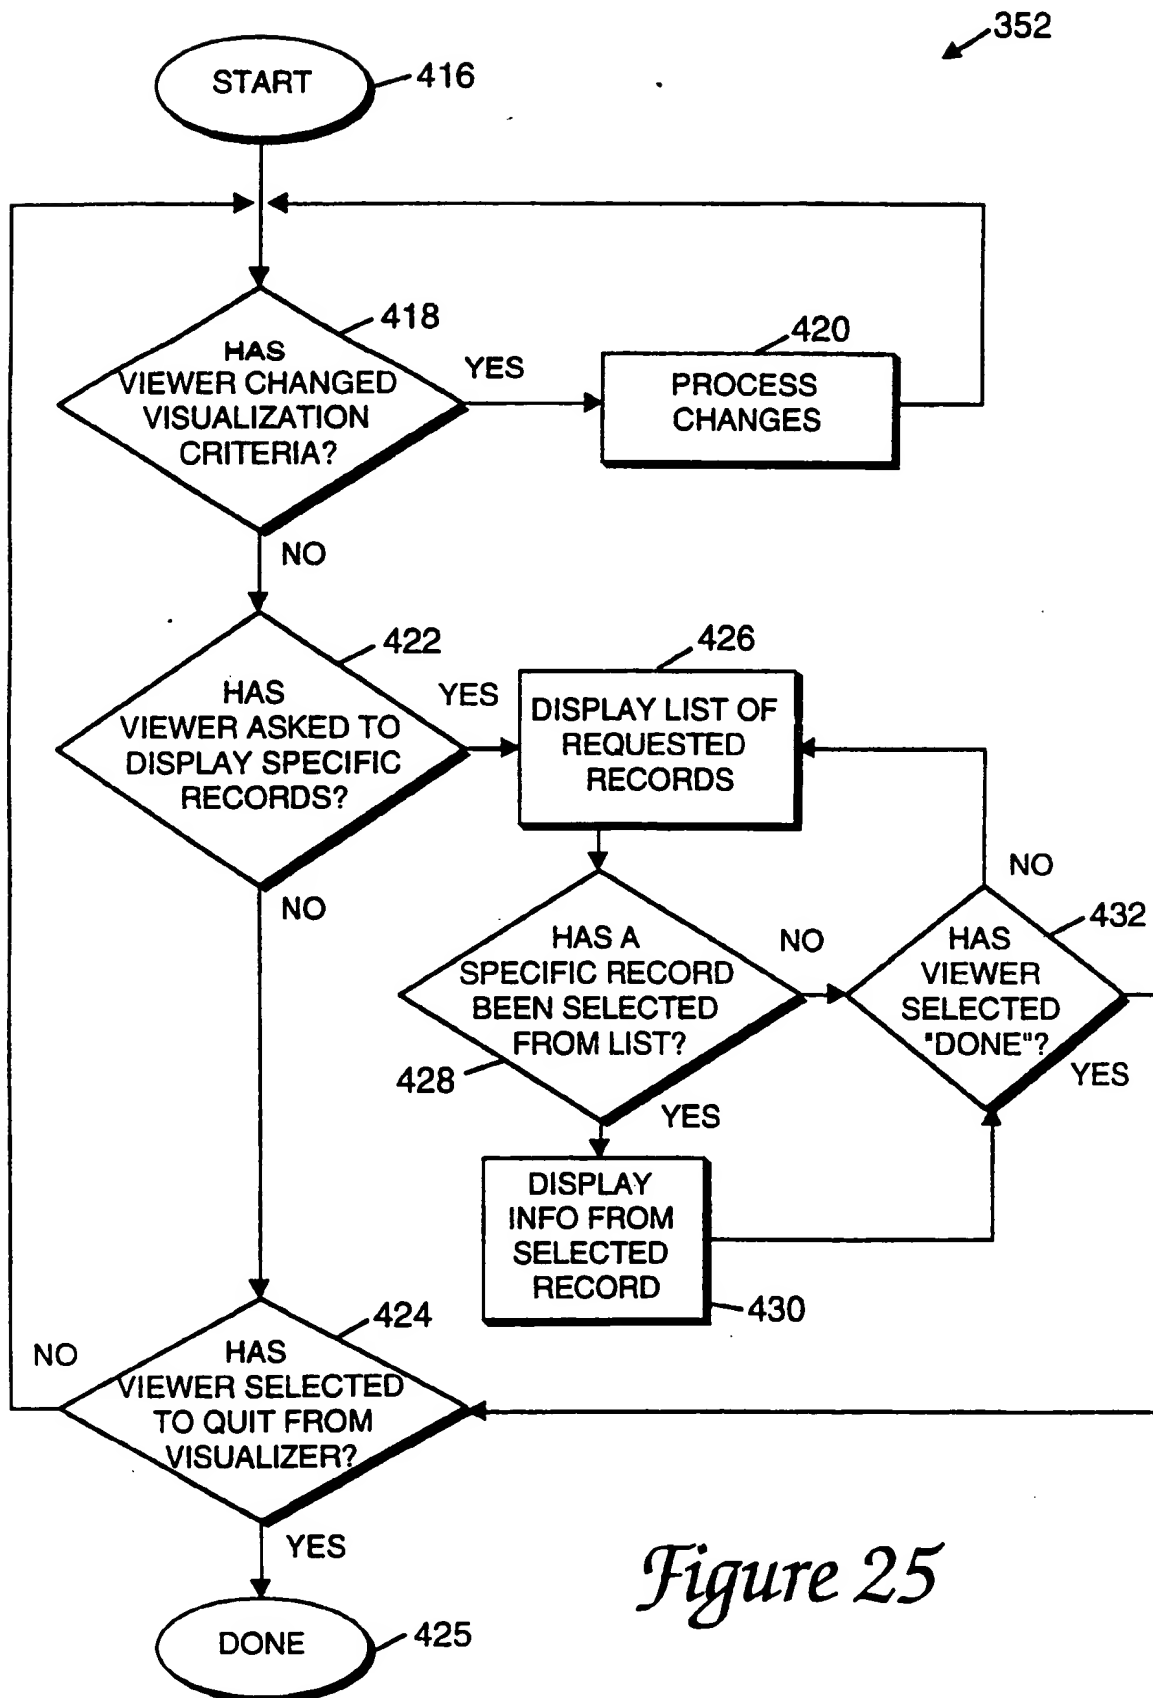 352
START
416
HAS
VIEWER CHANGED
VISUALIZATION
CRITERIA?
418
YES
420
PROCESS
CHANGES
NO
HAS
VIEWER ASKED TO
DISPLAY SPECIFIC
RECORDS?
422
YES
426
DISPLAY LIST OF
REQUESTED
RECORDS
NO
HAS A
SPECIFIC RECORD
BEEN SELECTED
FROM LIST?
428
NO
NO
432
HAS
VIEWER
SELECTED
"DONE"?
YES
YES
DISPLAY
INFO FROM
SELECTED
RECORD
430
424
NO
HAS
VIEWER SELECTED
TO QUIT FROM
VISUALIZER?
YES
DONE
425
Figure 25